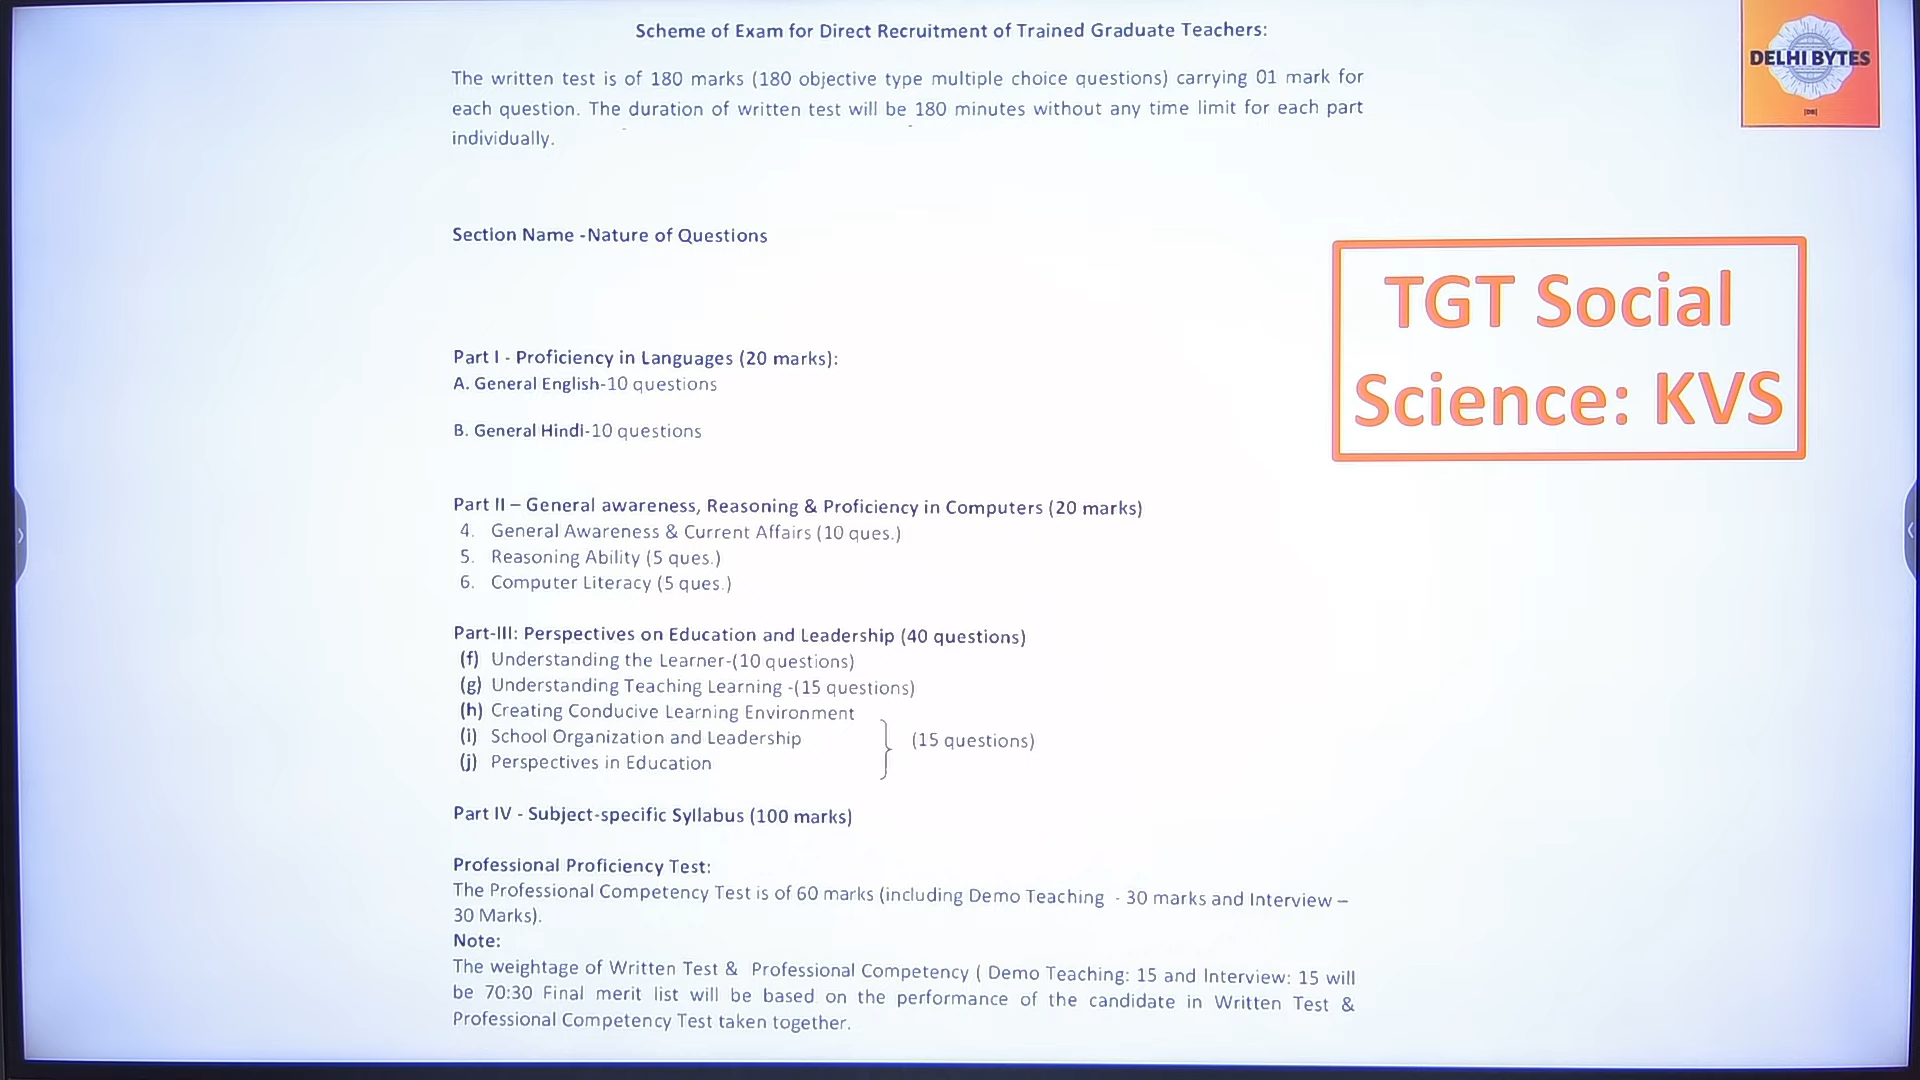 Scheme of Exam for Direct Recruitment of Trained Graduate Teachers:
The written test is of 180 marks (180 objective type multiple choice questions) carrying 01 mark for
each question. The duration of written test will be 180 minutes without any time limit for each part
individually.
DELHI BYTES
[DB]
Section Name -Nature of Questions
TGT Social
Science: KVS
Part I - Proficiency in Languages (20 marks):
A. General English-10 questions
B. General Hindi-10 questions
Part II – General awareness, Reasoning & Proficiency in Computers (20 marks)
4. General Awareness & Current Affairs (10 ques.)
5. Reasoning Ability (5 ques.)
6. Computer Literacy (5 ques.)
Part-III: Perspectives on Education and Leadership (40 questions)
(f) Understanding the Learner-(10 questions)
(g) Understanding Teaching Learning -(15 questions)
(h) Creating Conducive Learning Environment
(i) School Organization and Leadership
(15 questions)
(j) Perspectives in Education
Part IV - Subject-specific Syllabus (100 marks)
Professional Proficiency Test:
The Professional Competency Test is of 60 marks (including Demo Teaching - 30 marks and Interview –
30 Marks).
Note:
The weightage of Written Test & Professional Competency ( Demo Teaching: 15 and Interview: 15 will
be 70:30 Final merit list will be based on the performance of the candidate in Written Test &
Professional Competency Test taken together.